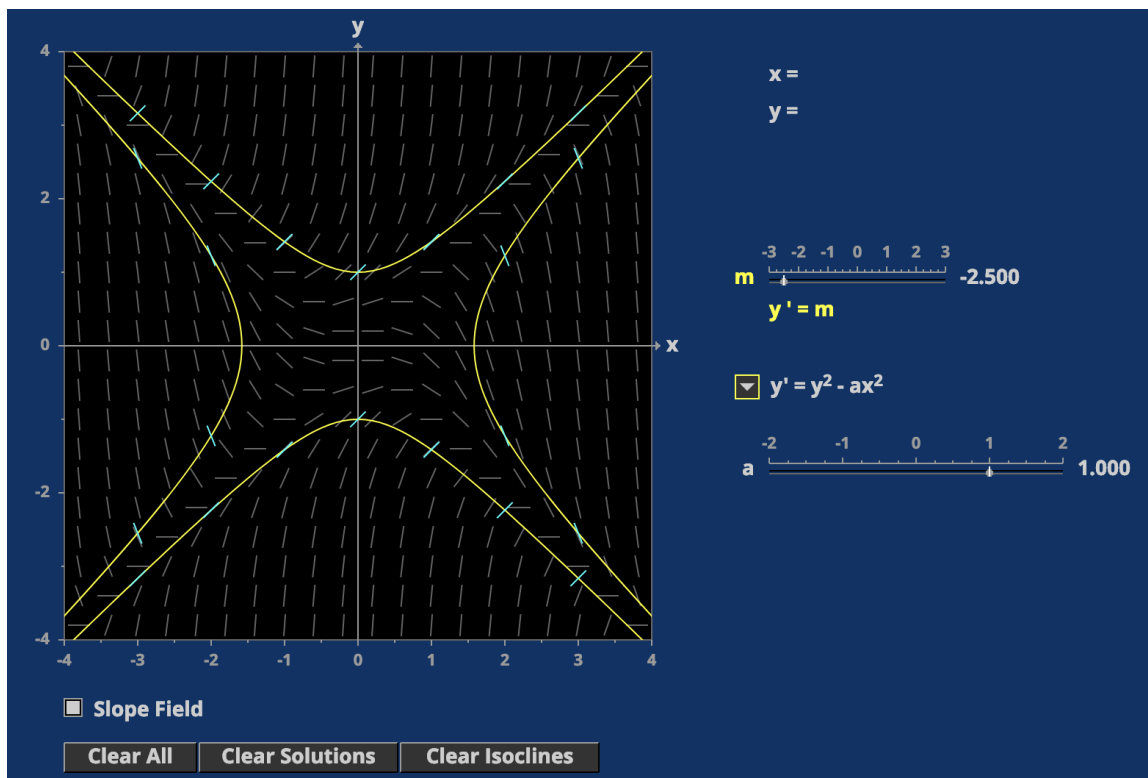 y
4
2
0
-2
-4
-4 -3 -2 -1 0 1 2 3 4
x
x =
y =
-3 -2 -1 0 1 2 3
m -2.500
y ' = m
y' = y² - ax²
-2 -1 0 1 2
a 1.000
Slope Field
Clear All Clear Solutions Clear Isoclines